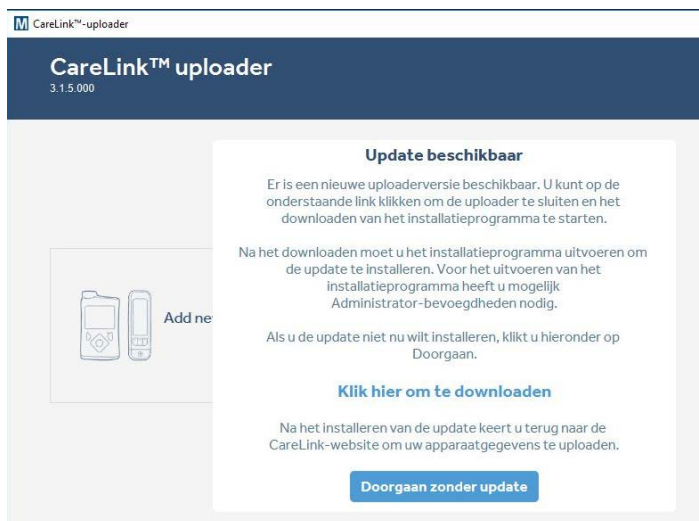 M CareLink™-uploader
CareLink™ uploader
3.1.5.000
Update beschikbaar
Er is een nieuwe uploaderversie beschikbaar. U kunt op de
onderstaande link klikken om de uploader te sluiten en het
downloaden van het installatieprogramma te starten.
Na het downloaden moet u het installatieprogramma uitvoeren om
de update te installeren. Voor het uitvoeren van het
installatieprogramma heeft u mogelijk
Administrator-bevoegdheden nodig.
Add ne
Als u de update niet nu wilt installeren, klikt u hieronder op
Doorgaan.
Klik hier om te downloaden
Na het installeren van de update keert u terug naar de
CareLink-website om uw apparaatgegevens te uploaden.
Doorgaan zonder update